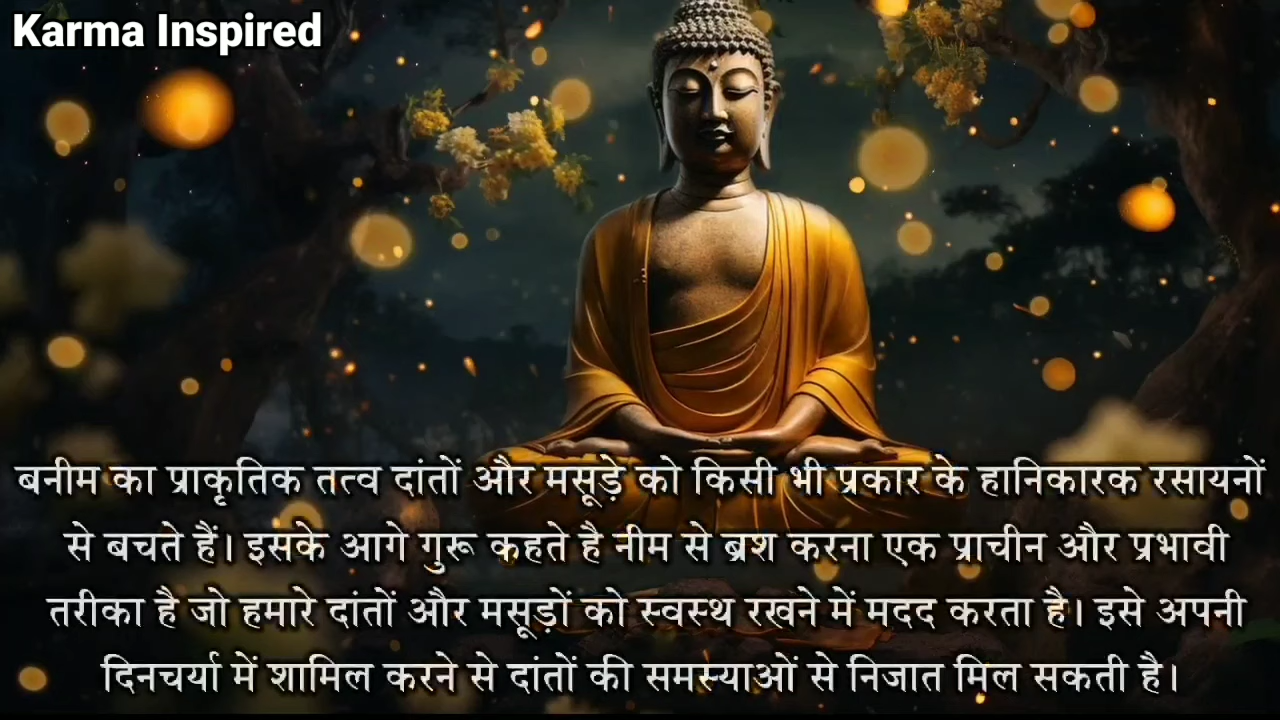 Karma Inspired
बनीम का प्राकृतिक तत्व दांतों और मसूड़े को किसी भी प्रकार के हानिकारक रसायनों
से बचते हैं। इसके आगे गुरू कहते है नीम से ब्रश करना एक प्राचीन और प्रभावी
तरीका है जो हमारे दांतों और मसूड़ों को स्वस्थ रखने में मदद करता है। इसे अपनी
दिनचर्या में शामिल करने से दांतों की समस्याओं से निजात मिल सकती है।